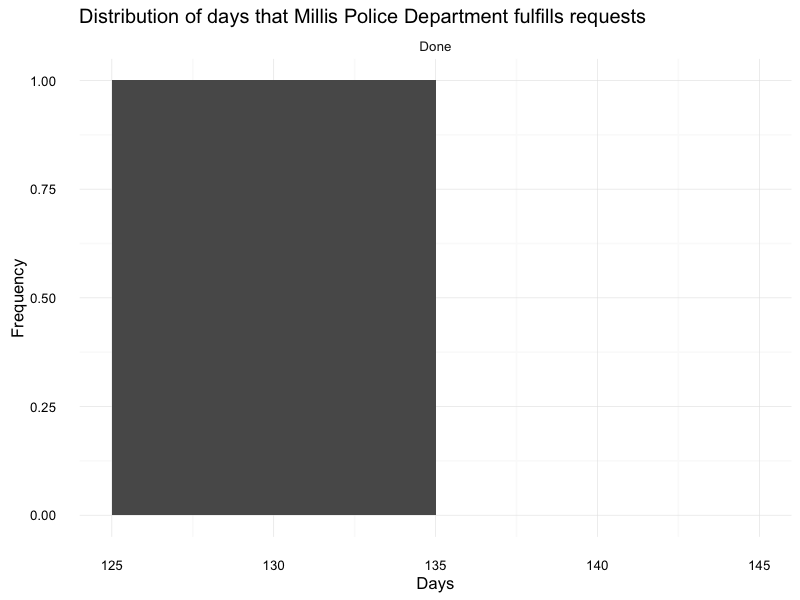 Distribution of days that Millis Police Department fulfills requests
Done
1.00
0.75
0.50
0.25
0.00
Frequency
125 130 135 140 145
Days